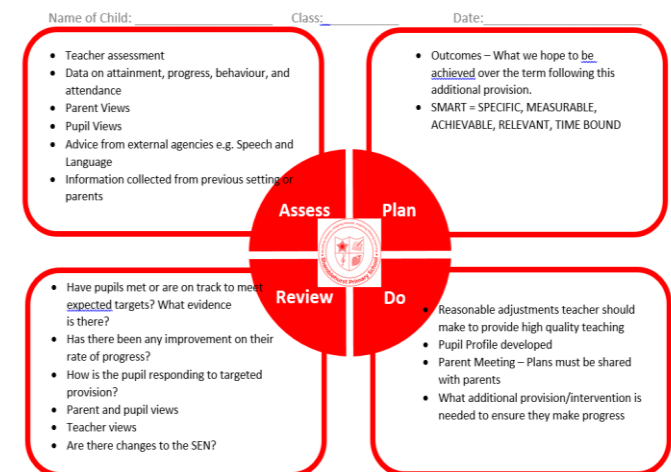 Name of Child: ______________________ Class:____________ Date:_________________________
• Teacher assessment
• Data on attainment, progress, behaviour, and
attendance
• Parent Views
• Pupil Views
• Advice from external agencies e.g. Speech and
Language
• Information collected from previous setting or
parents
• Outcomes – What we hope to be
achieved over the term following this
additional provision.
• SMART = SPECIFIC, MEASURABLE,
ACHIEVABLE, RELEVANT, TIME BOUND
Assess
Plan
Review
Do
• Have pupils met or are on track to meet
expected targets? What evidence
is there?
• Has there been any improvement on their
rate of progress?
• How is the pupil responding to targeted
provision?
• Parent and pupil views
• Teacher views
• Are there changes to the SEN?
• Reasonable adjustments teacher should
make to provide high quality teaching
• Pupil Profile developed
• Parent Meeting – Plans must be shared
with parents
• What additional provision/intervention is
needed to ensure they make progress